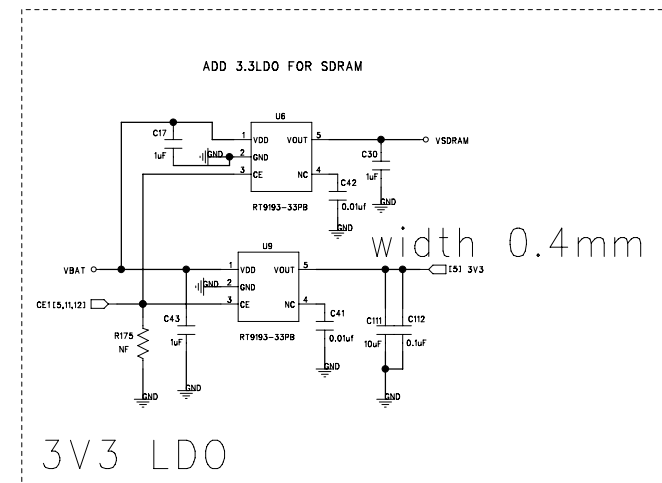 ADD 3.3LDO FOR SDRAM
U6
C17
1uF
1 VDD VOUT 5
GND 2 GND
3 CE NC 4
RT9193-33PB
VSDRAM
C30
1uF
GND
C42
0.01uf
GND
width 0.4mm
U9
VBAT
1 VDD VOUT 5
GND 2 GND
3 CE NC 4
RT9193-33PB
[5] 3V3
CE1[5,11,12]
R175
NF
GND
C43
1uF
GND
C41
0.01uf
GND
C111
10uF
C112
0.1uF
GND
3V3 LDO